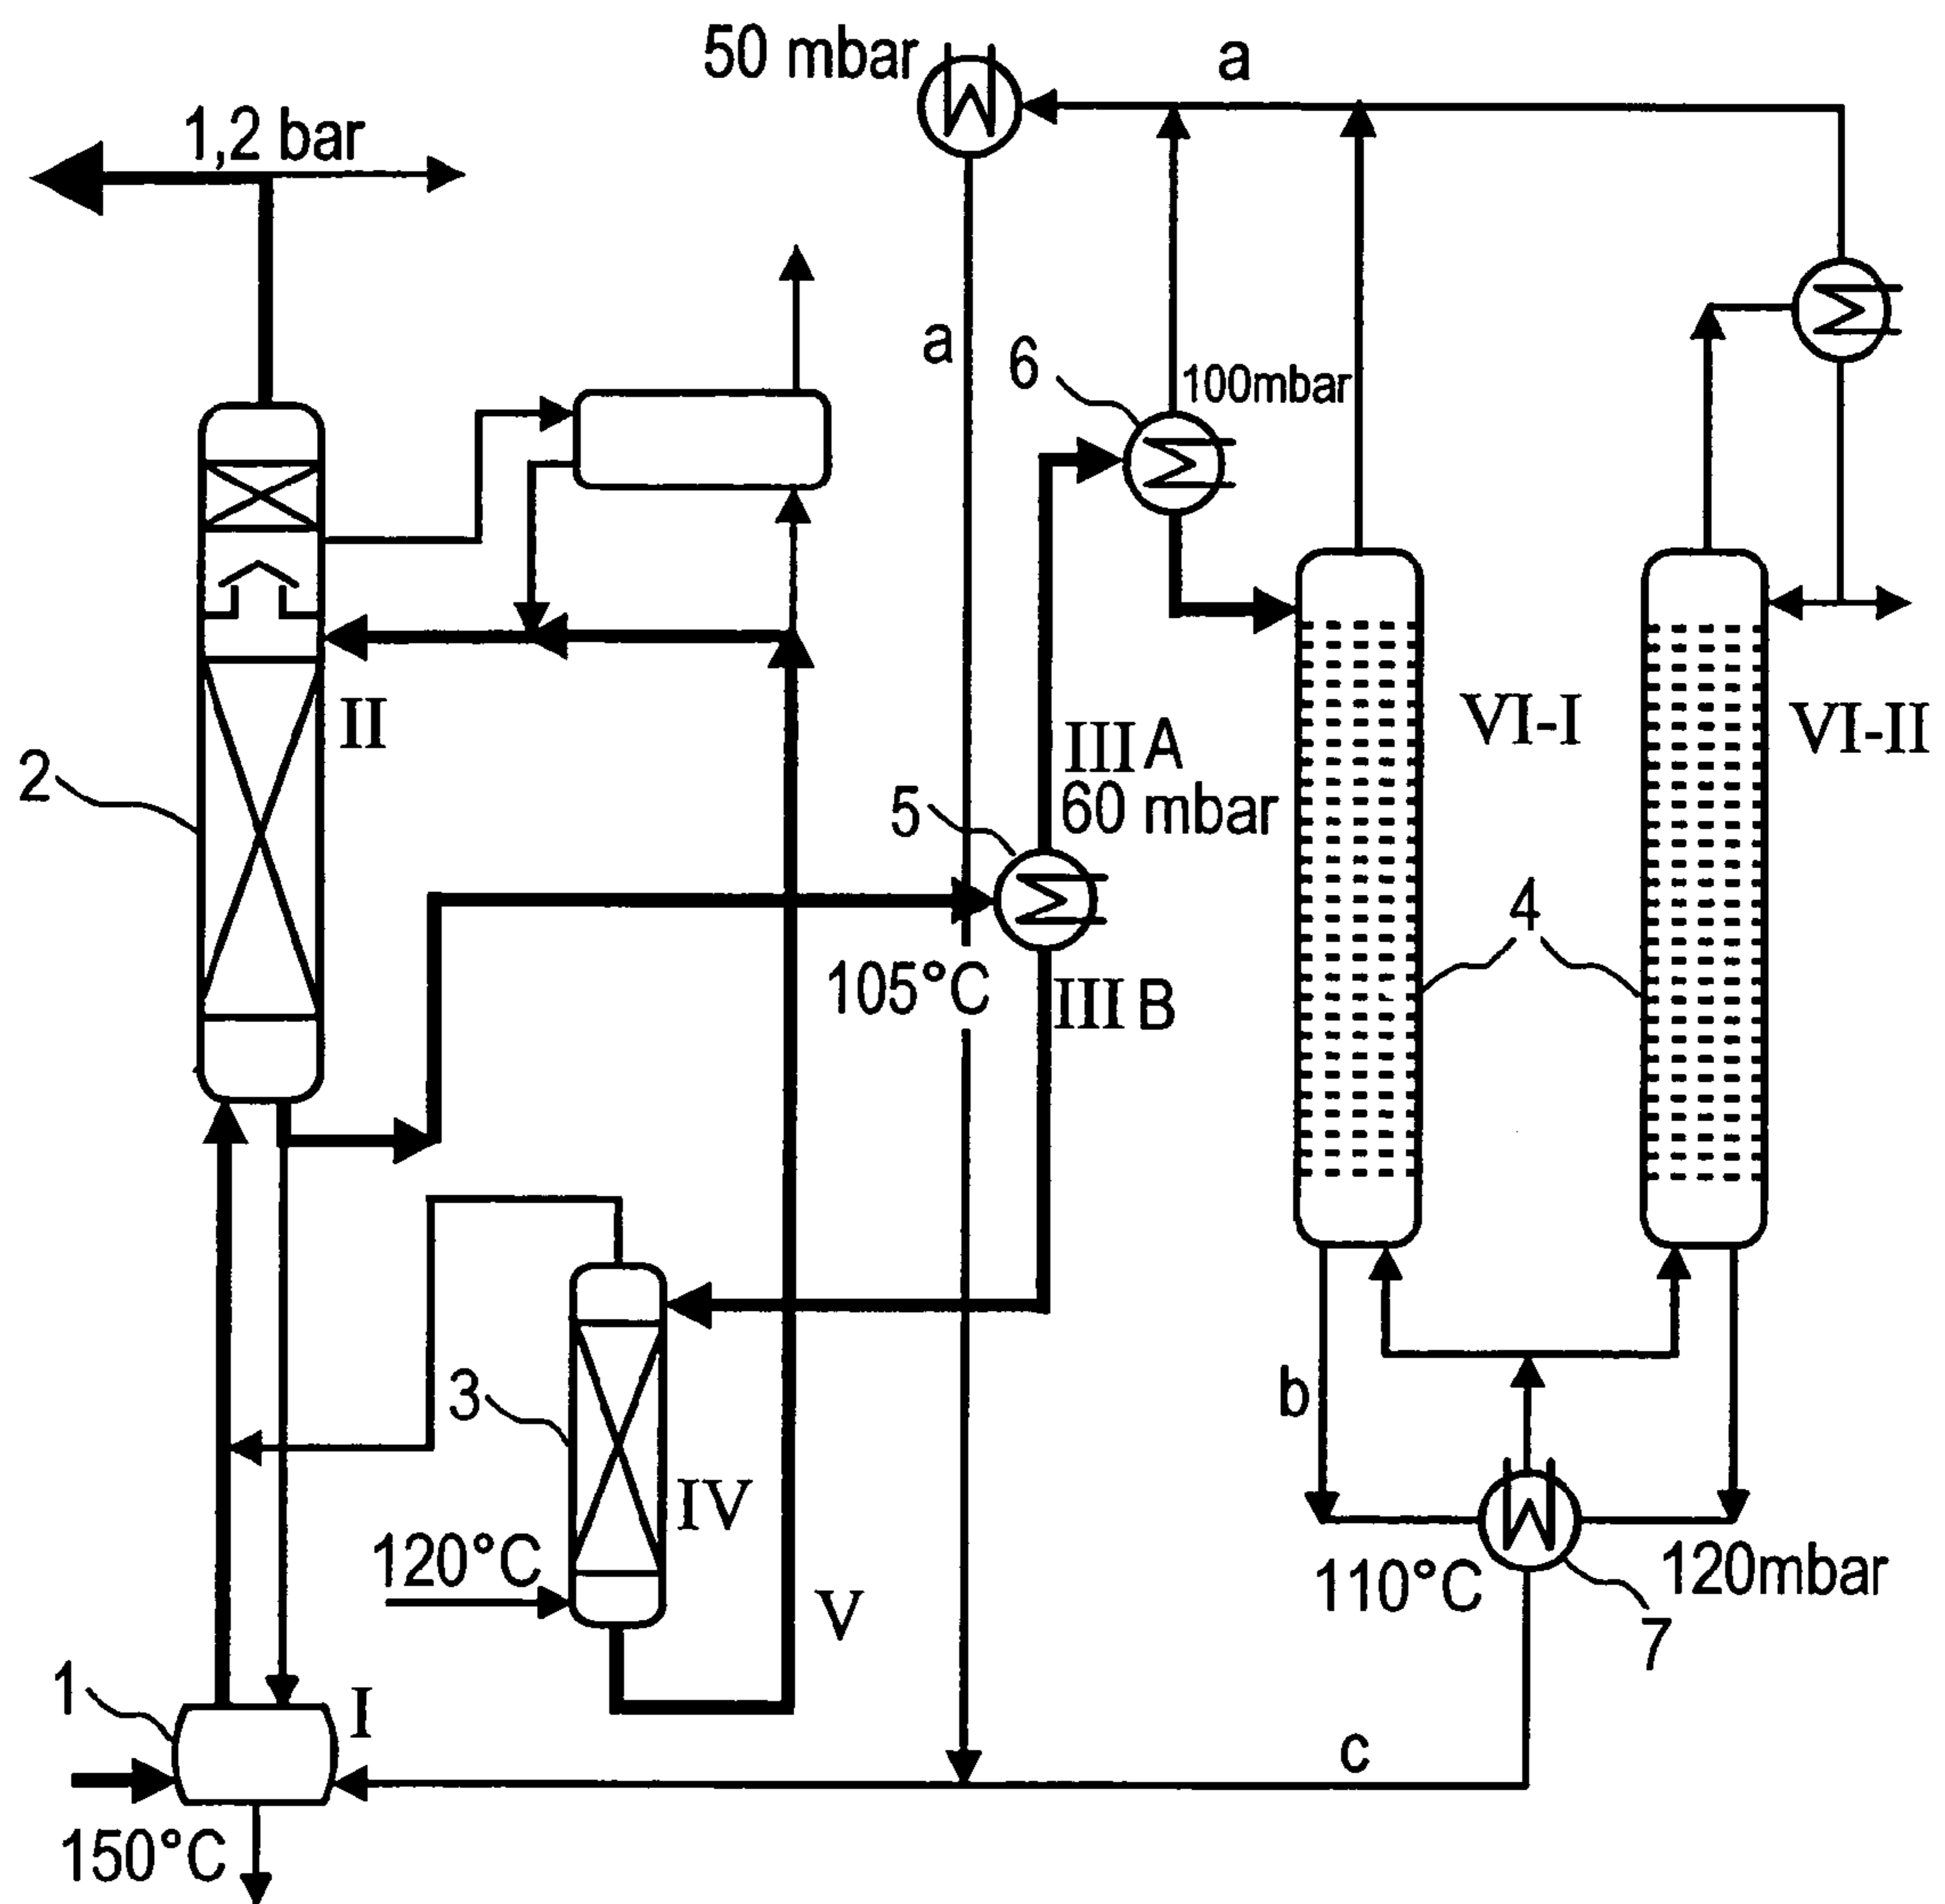 50 mbar
a
1,2 bar
a
6
100mbar
II
VI-I
VI-II
2
III A
60 mbar
5
4
105°C
III B
3
b
IV
120°C
110°C
120mbar
V
7
1
I
c
150°C